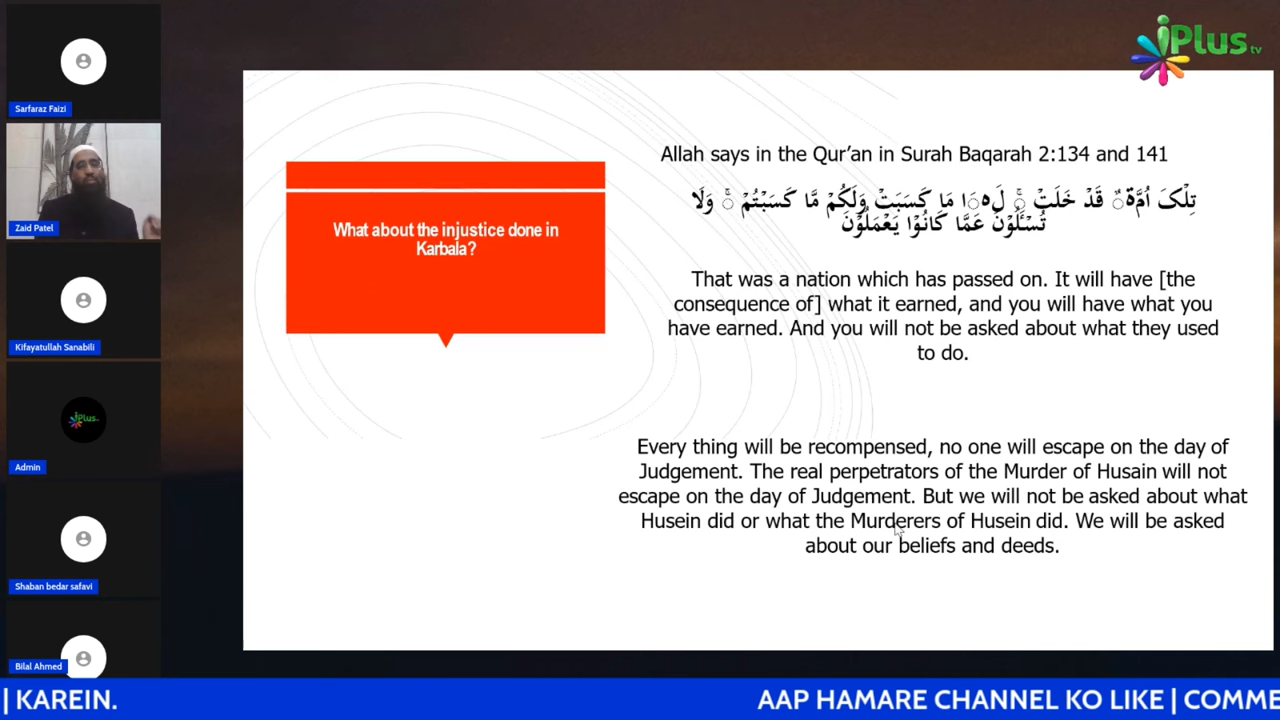 iPlus tv
Sarfaraz Faizi
Zaid Patel
Kifayatullah Sanabili
iPlus
Admin
Shaban bedar safavi
Bilal Ahmed
What about the injustice done in
Karbala?
Allah says in the Qur’an in Surah Baqarah 2:134 and 141
تِلْکَ اُمَّةٌ قَدْ خَلَتْ ۚ لَهَا مَا کَسَبَتْ وَلَکُمْ مَّا کَسَبْتُمْ ۚ وَلَا
تُسْـَٔلُوْنَ عَمَّا کَانُوْا یَعْمَلُوْنَ
That was a nation which has passed on. It will have [the
consequence of] what it earned, and you will have what you
have earned. And you will not be asked about what they used
to do.
Every thing will be recompensed, no one will escape on the day of
Judgement. The real perpetrators of the Murder of Husain will not
escape on the day of Judgement. But we will not be asked about what
Husein did or what the Murderers of Husein did. We will be asked
about our beliefs and deeds.
| KAREIN. AAP HAMARE CHANNEL KO LIKE | COMME